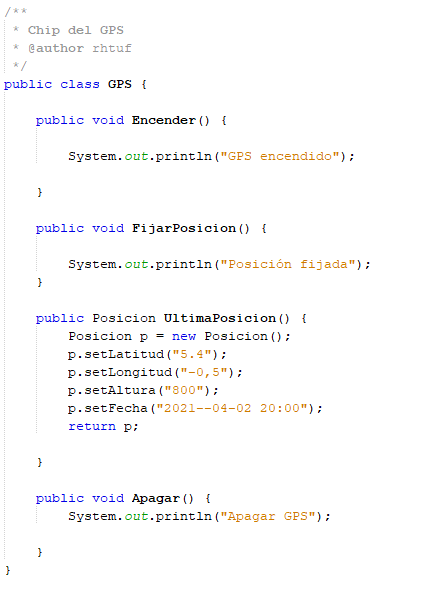 /**
 * Chip del GPS
 * @author rhtuf
 */
public class GPS {
    public void Encender() {
        System.out.println("GPS encendido");
    }
    public void FijarPosicion() {
        System.out.println("Posición fijada");
    }
    public Posicion UltimaPosicion() {
        Posicion p = new Posicion();
        p.setLatitud("5.4");
        p.setLongitud("-0,5");
        p.setAltura("800");
        p.setFecha("2021--04-02 20:00");
        return p;
    }
    public void Apagar() {
        System.out.println("Apagar GPS");
    }
}